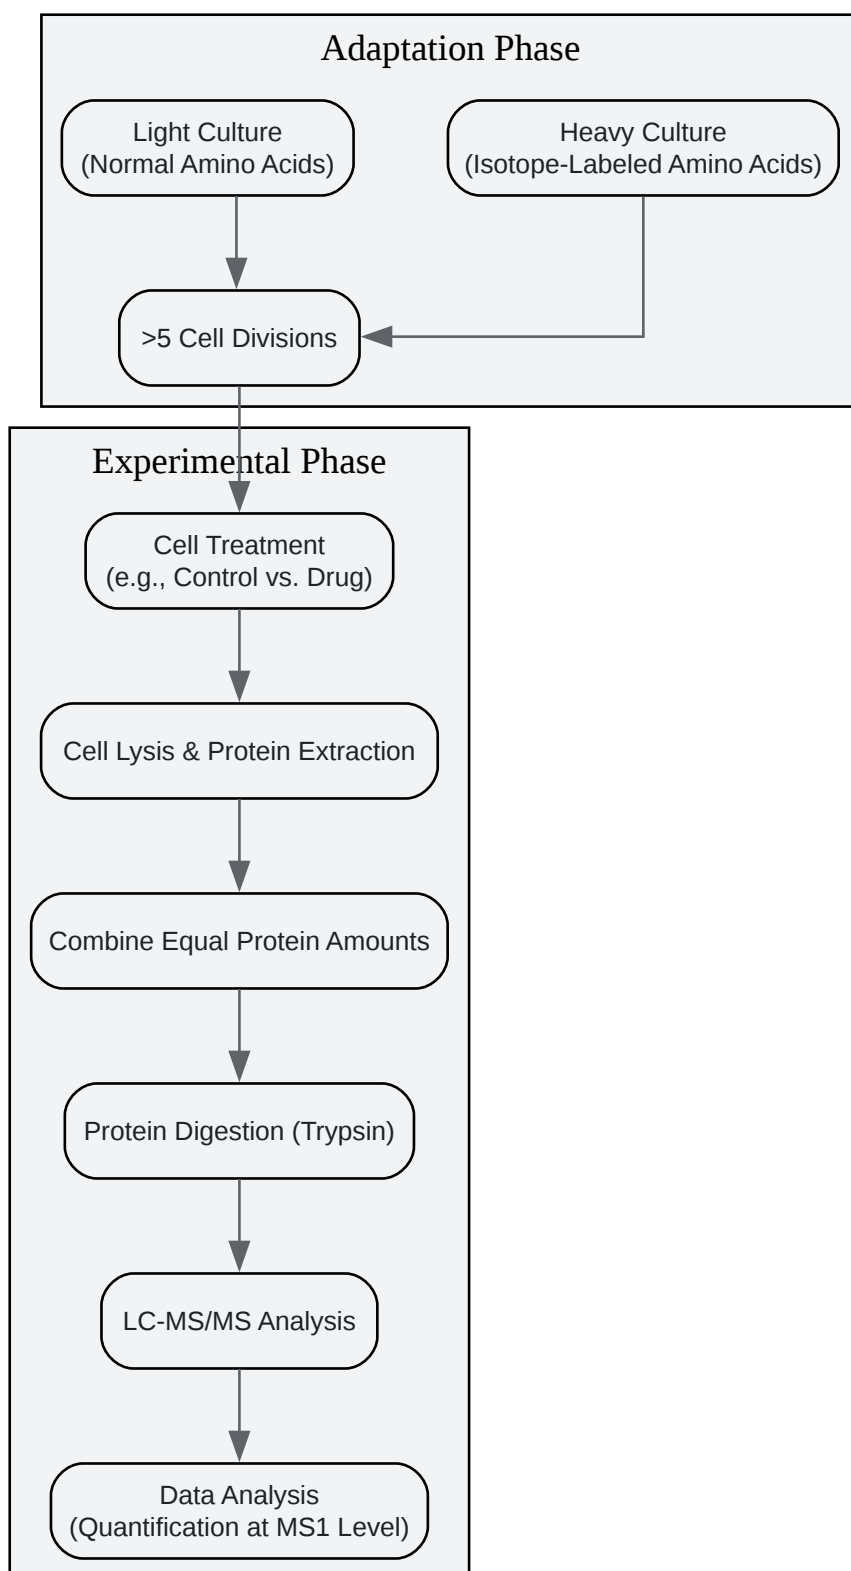 Adaptation Phase
Light Culture
(Normal Amino Acids)
Heavy Culture
(Isotope-Labeled Amino Acids)
>5 Cell Divisions
Experimental Phase
Cell Treatment
(e.g., Control vs. Drug)
Cell Lysis & Protein Extraction
Combine Equal Protein Amounts
Protein Digestion (Trypsin)
LC-MS/MS Analysis
Data Analysis
(Quantification at MS1 Level)